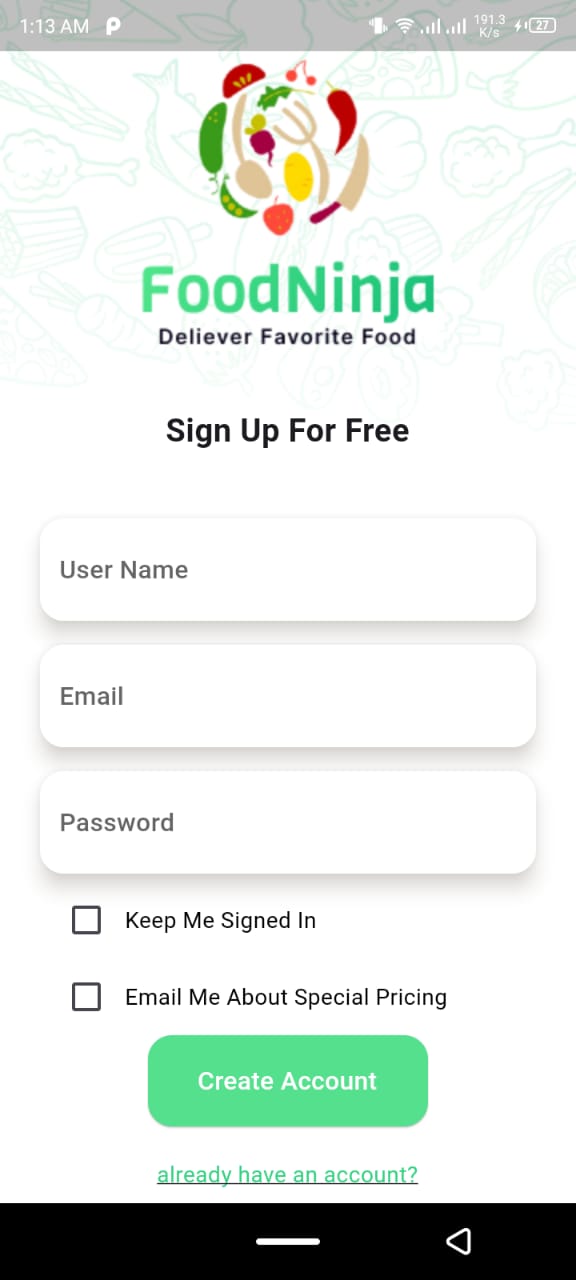 1:13 AM
191.3
K/s
27
FoodNinja
Deliever Favorite Food
Sign Up For Free
User Name
Email
Password
Keep Me Signed In
Email Me About Special Pricing
Create Account
already have an account?